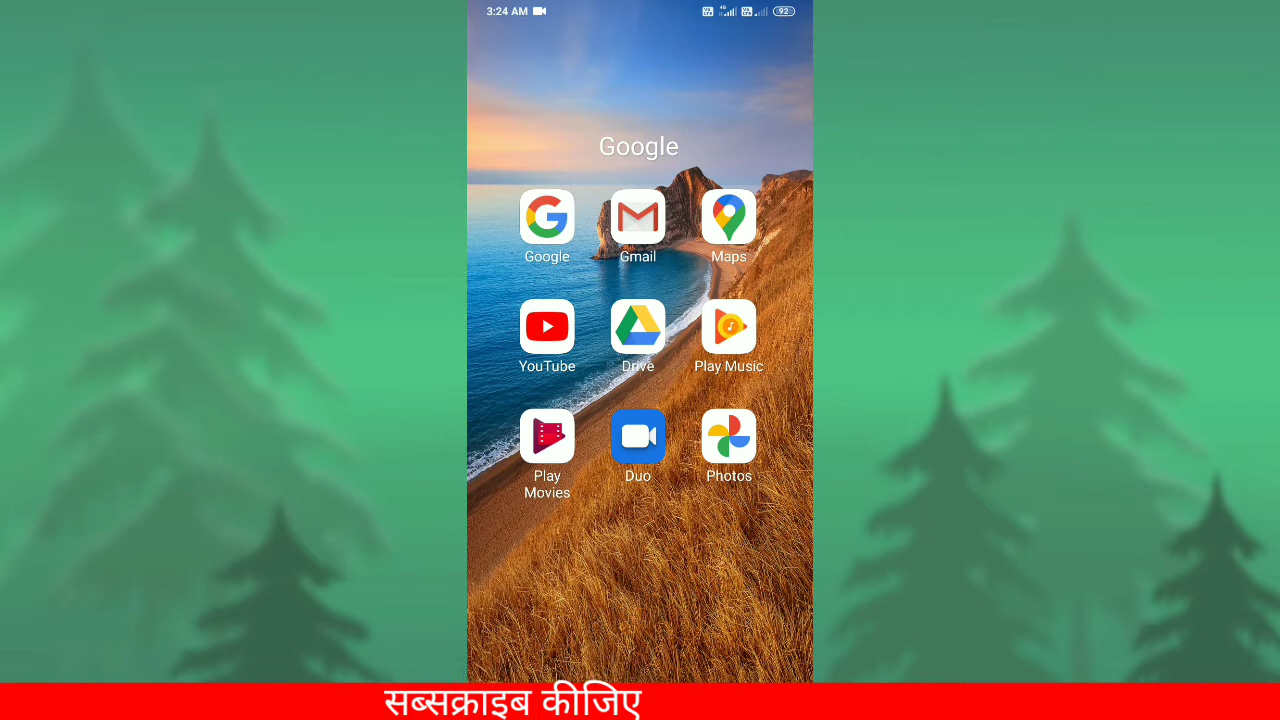 3:24 AM
4G
92
Google
Google Gmail Maps
YouTube Drive Play Music
Play Movies Duo Photos
सब्सक्राइब कीजिए